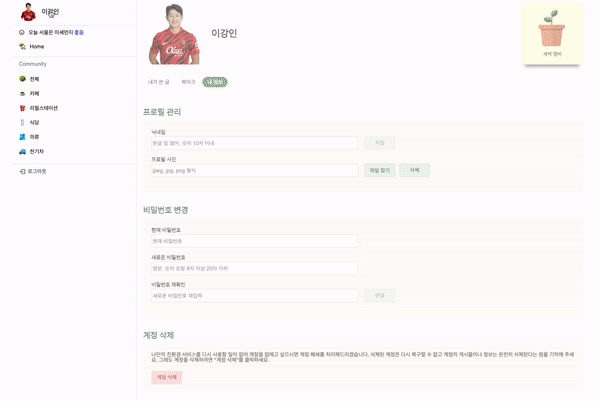 이강인
오늘 서울은 미세먼지 좋음
Home
Community
전체
카페
리필스테이션
식당
의류
전기차
로그아웃
이강인
새싹 멤버
내가 쓴 글
북마크
내 정보
프로필 관리
닉네임
한글 및 영어, 숫자 10자 이내
저장
프로필 사진
jpeg, jpg, png 형식
파일 찾기
삭제
비밀번호 변경
현재 비밀번호
현재 비밀번호
새로운 비밀번호
영문, 숫자 포함 8자 이상 20자 이하
비밀번호 재확인
새로운 비밀번호 재입력
변경
계정 삭제
나만의 친환경 서비스를 다시 사용할 일이 없어 계정을 없애고 싶으시면 계정 폐쇄를 처리해드리겠습니다. 삭제된 계정은 다시 복구할 수 없고 계정의 게시물이나 정보는 완전히 삭제된다는 점을 기억해 주세
요. 그래도 계정을 삭제하려면 "계정 삭제"를 클릭하세요.
계정 삭제